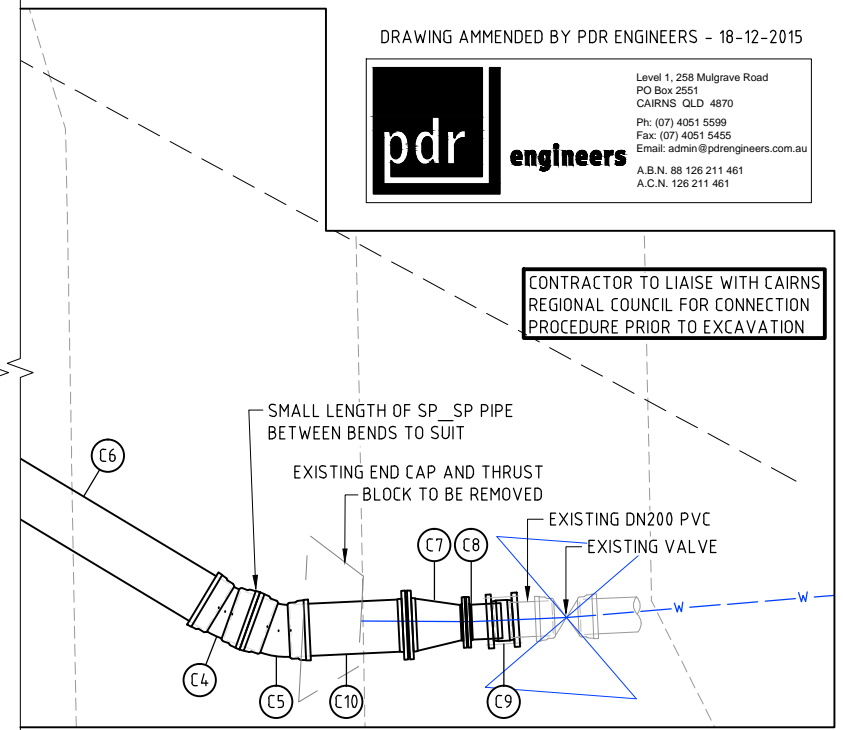 DRAWING AMMENDED BY PDR ENGINEERS - 18-12-2015
pdr
engineers
Level 1, 258 Mulgrave Road
PO Box 2551
CAIRNS QLD 4870
Ph: (07) 4051 5599
Fax: (07) 4051 5455
Email: admin@pdrengineers.com.au
A.B.N. 88 126 211 461
A.C.N. 126 211 461
CONTRACTOR TO LIAISE WITH CAIRNS
REGIONAL COUNCIL FOR CONNECTION
PROCEDURE PRIOR TO EXCAVATION
SMALL LENGTH OF SP_SP PIPE
BETWEEN BENDS TO SUIT
C6
EXISTING END CAP AND THRUST
BLOCK TO BE REMOVED
EXISTING DN200 PVC
C7
C8
EXISTING VALVE
W
W
C4
C5
C10
C9